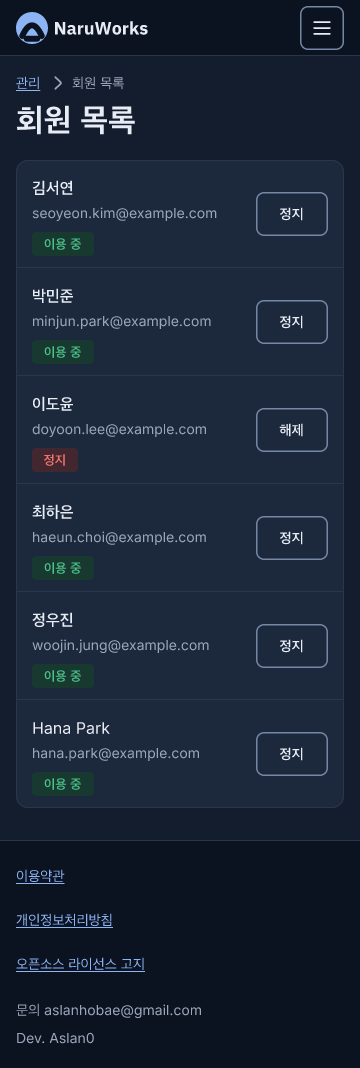 NaruWorks
관리 > 회원 목록
회원 목록
김서연
seoyeon.kim@example.com
이용 중
정지
박민준
minjun.park@example.com
이용 중
정지
이도윤
doyoon.lee@example.com
정지
해제
최하은
haeun.choi@example.com
이용 중
정지
정우진
woojin.jung@example.com
이용 중
정지
Hana Park
hana.park@example.com
이용 중
정지
이용약관
개인정보처리방침
오픈소스 라이선스 고지
문의 aslanhobae@gmail.com
Dev. Aslan0